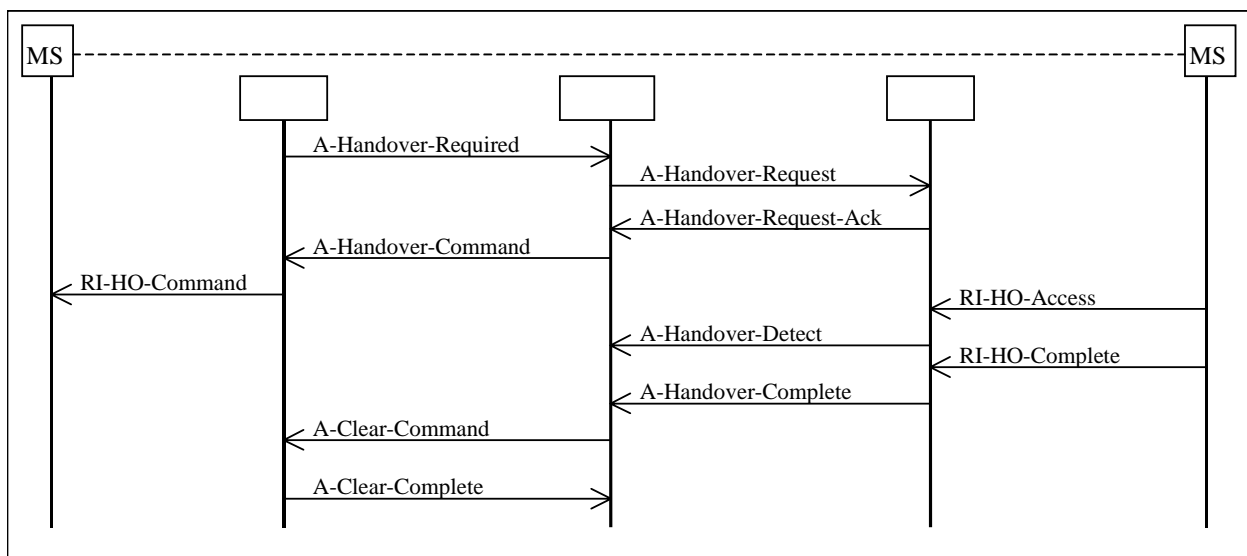 MS
MS
A-Handover-Required
A-Handover-Request
A-Handover-Request-Ack
A-Handover-Command
RI-HO-Command
RI-HO-Access
A-Handover-Detect
RI-HO-Complete
A-Handover-Complete
A-Clear-Command
A-Clear-Complete